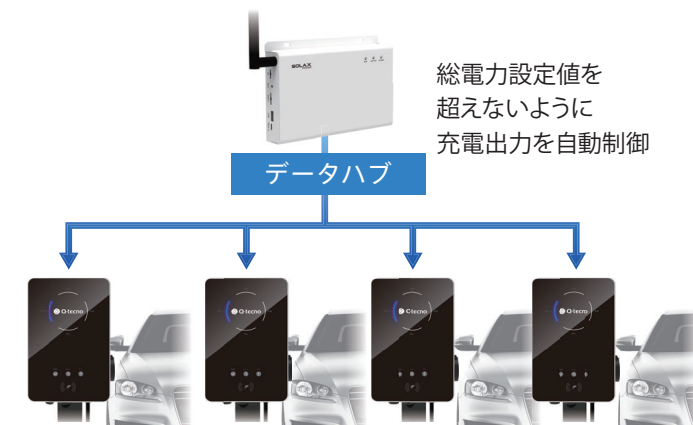 SOLAX
総電力設定値を
超えないように
充電出力を自動制御
データハブ
Q-tecno
Q-tecno
Q-tecno
Q-tecno